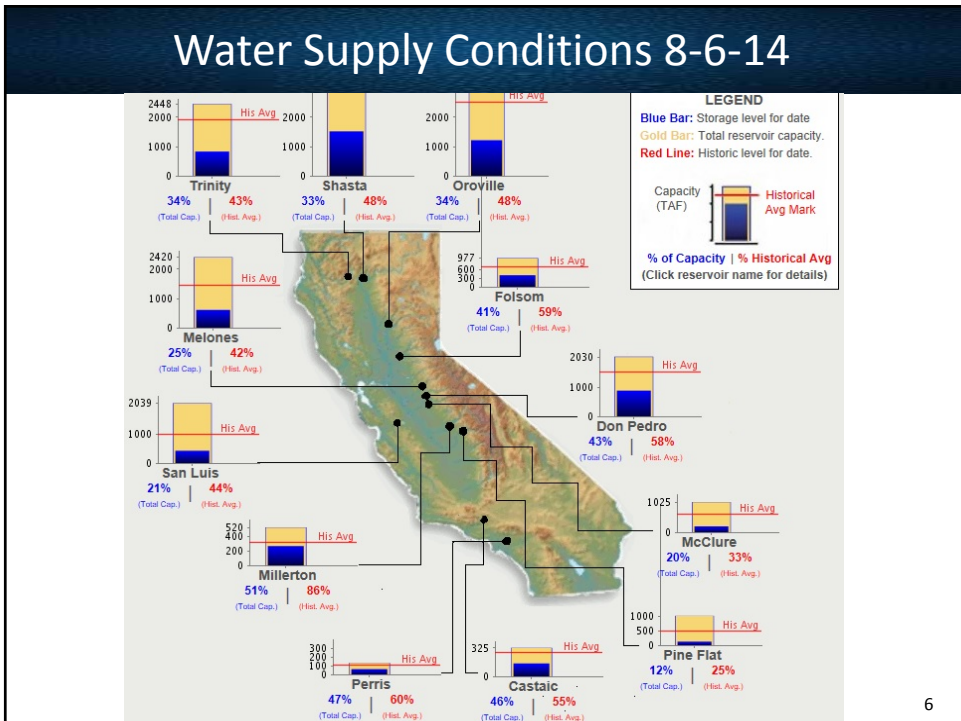 Water Supply Conditions 8-6-14
2448
2000
1000
0
His Avg
Trinity
34% | 43%
(Total Cap.) (Hist. Avg.)
2000
1000
0
Shasta
33% | 48%
(Total Cap.) (Hist. Avg.)
2000
1000
0
His Avg
Oroville
34% | 48%
(Total Cap.) (Hist. Avg.)
LEGEND
Blue Bar: Storage level for date
Gold Bar: Total reservoir capacity.
Red Line: Historic level for date.
Capacity
(TAF)
Historical
Avg Mark
% of Capacity | % Historical Avg
(Click reservoir name for details)
2420
2000
1000
0
His Avg
Melones
25% | 42%
(Total Cap.) (Hist. Avg.)
977
600
300
0
His Avg
Folsom
41% | 59%
(Total Cap.) (Hist. Avg.)
2030
1000
0
His Avg
Don Pedro
43% | 58%
(Total Cap.) (Hist. Avg.)
2039
1000
0
His Avg
San Luis
21% | 44%
(Total Cap.) (Hist. Avg.)
1025
0
His Avg
McClure
20% | 33%
(Total Cap.) (Hist. Avg.)
520
400
200
0
His Avg
Millerton
51% | 86%
(Total Cap.) (Hist. Avg.)
1000
500
0
His Avg
Pine Flat
12% | 25%
(Total Cap.) (Hist. Avg.)
300
200
100
0
His Avg
Perris
47% | 60%
(Total Cap.) (Hist. Avg.)
325
0
His Avg
Castaic
46% | 55%
(Total Cap.) (Hist. Avg.)
6